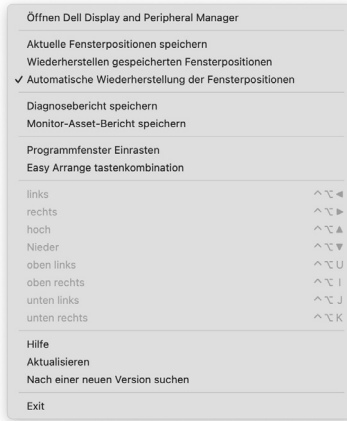 Öffnen Dell Display and Peripheral Manager
Aktuelle Fensterpositionen speichern
Wiederherstellen gespeicherten Fensterpositionen
✓ Automatische Wiederherstellung der Fensterpositionen
Diagnosebericht speichern
Monitor-Asset-Bericht speichern
Programmfenster Einrasten
Easy Arrange tastenkombination
links ^⌥◀
rechts ^⌥▶
hoch ^⌥▲
Nieder ^⌥▼
oben links ^⌥U
oben rechts ^⌥I
unten links ^⌥J
unten rechts ^⌥K
Hilfe
Aktualisieren
Nach einer neuen Version suchen
Exit